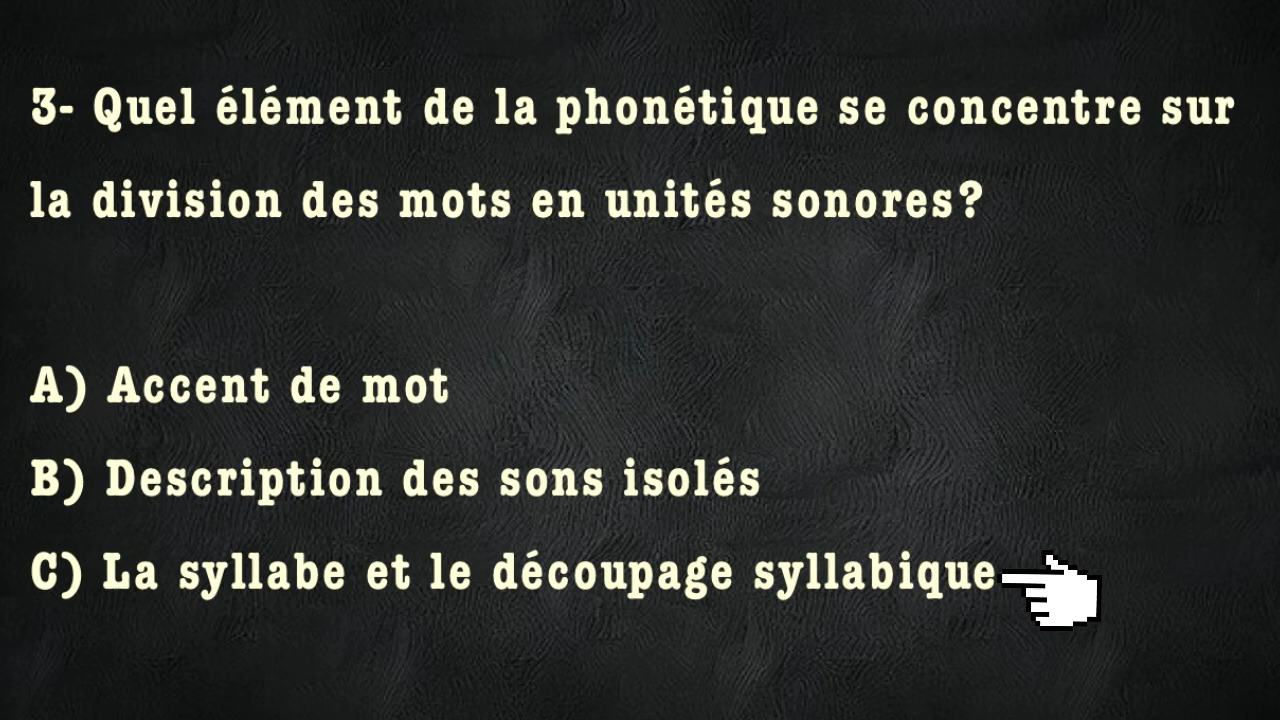 3- Quel élément de la phonétique se concentre sur
la division des mots en unités sonores?
A) Accent de mot
B) Description des sons isolés
C) La syllabe et le découpage syllabique